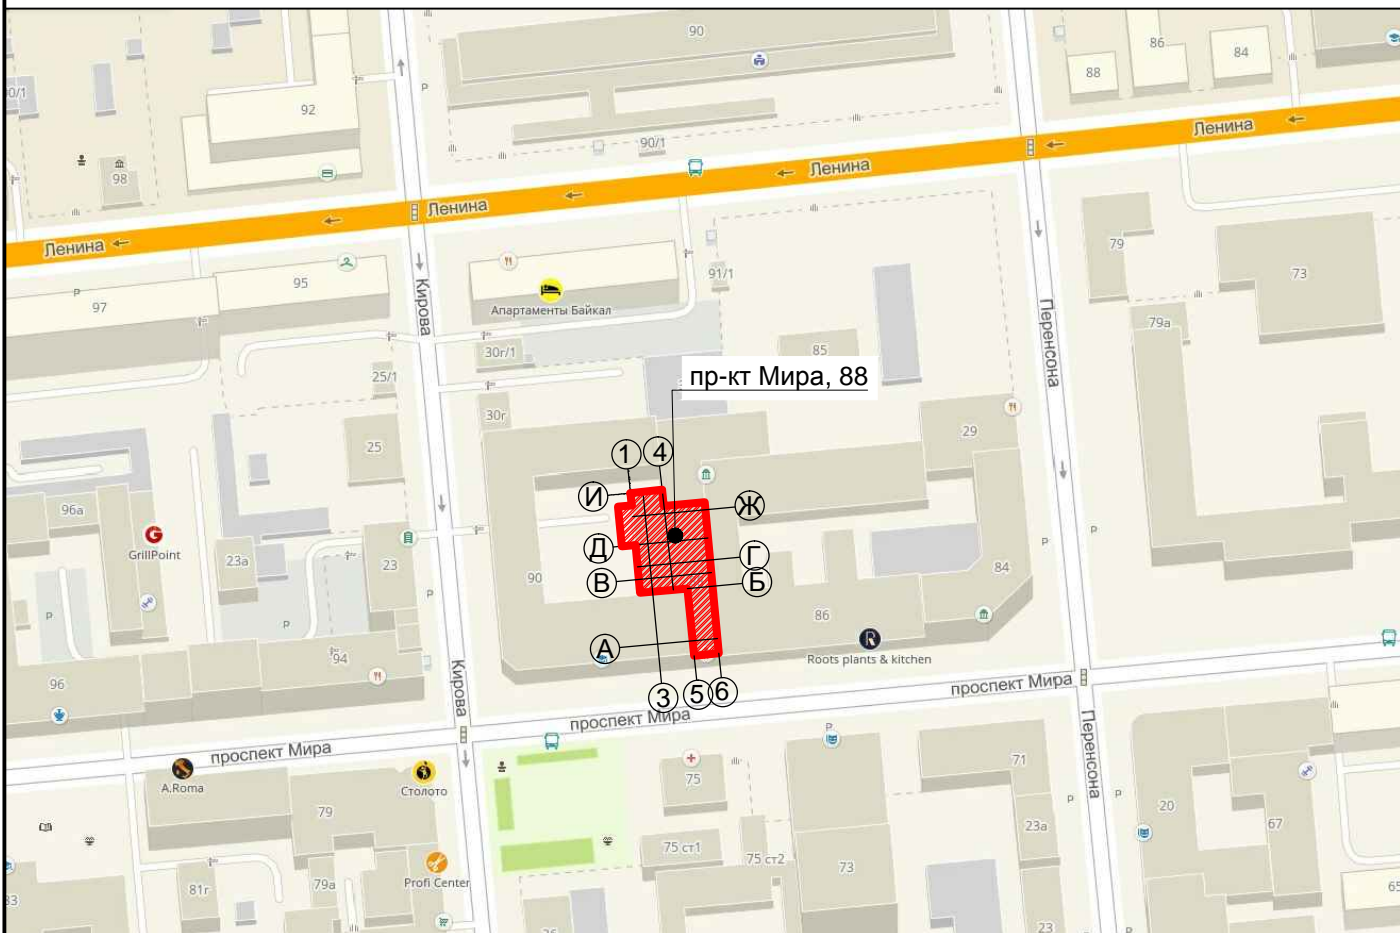 90
86
84
88
92
0/1
90/1
Ленина
Ленина
98
Ленина
Ленина
79
73
91/1
95
97
Апартаменты Байкал
Кирова
Перенсона
79а
30г/1
85
25/1
пр-кт Мира, 88
30г
29
25
1
4
И
Ж
96а
GrillPoint
23а
23
Д
Г
В
Б
90
84
86
А
Roots plants & kitchen
94
96
Кирова
3
5
6
проспект Мира
проспект Мира
проспект Мира
Перенсона
A.Roma
Столото
75
71
79
20
67
23а
75 ст1
75 ст2
73
Profi Center
81г
79а
65
23